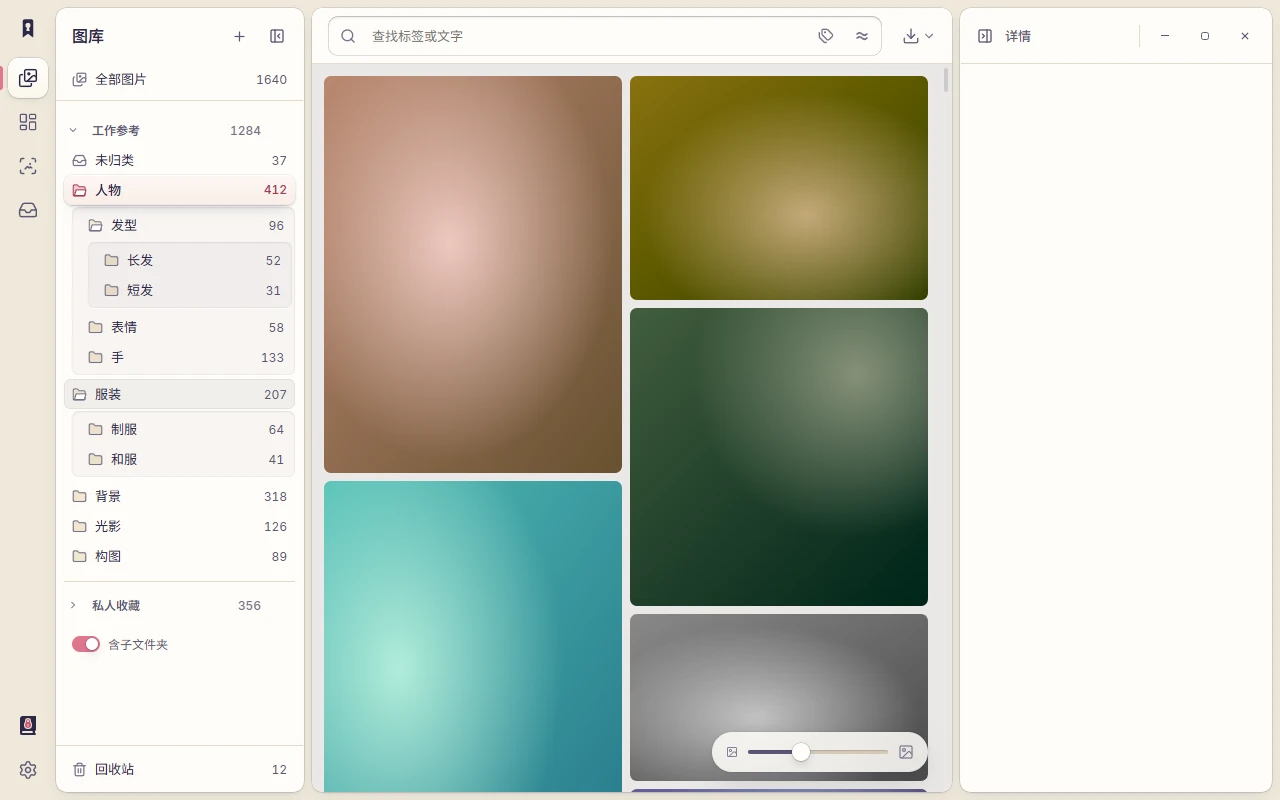 图库
全部图片 1640
工作参考 1284
未归类 37
人物 412
发型 96
长发 52
短发 31
表情 58
手 133
服装 207
制服 64
和服 41
背景 318
光影 126
构图 89
私人收藏 356
含子文件夹
回收站 12
查找标签或文字
详情